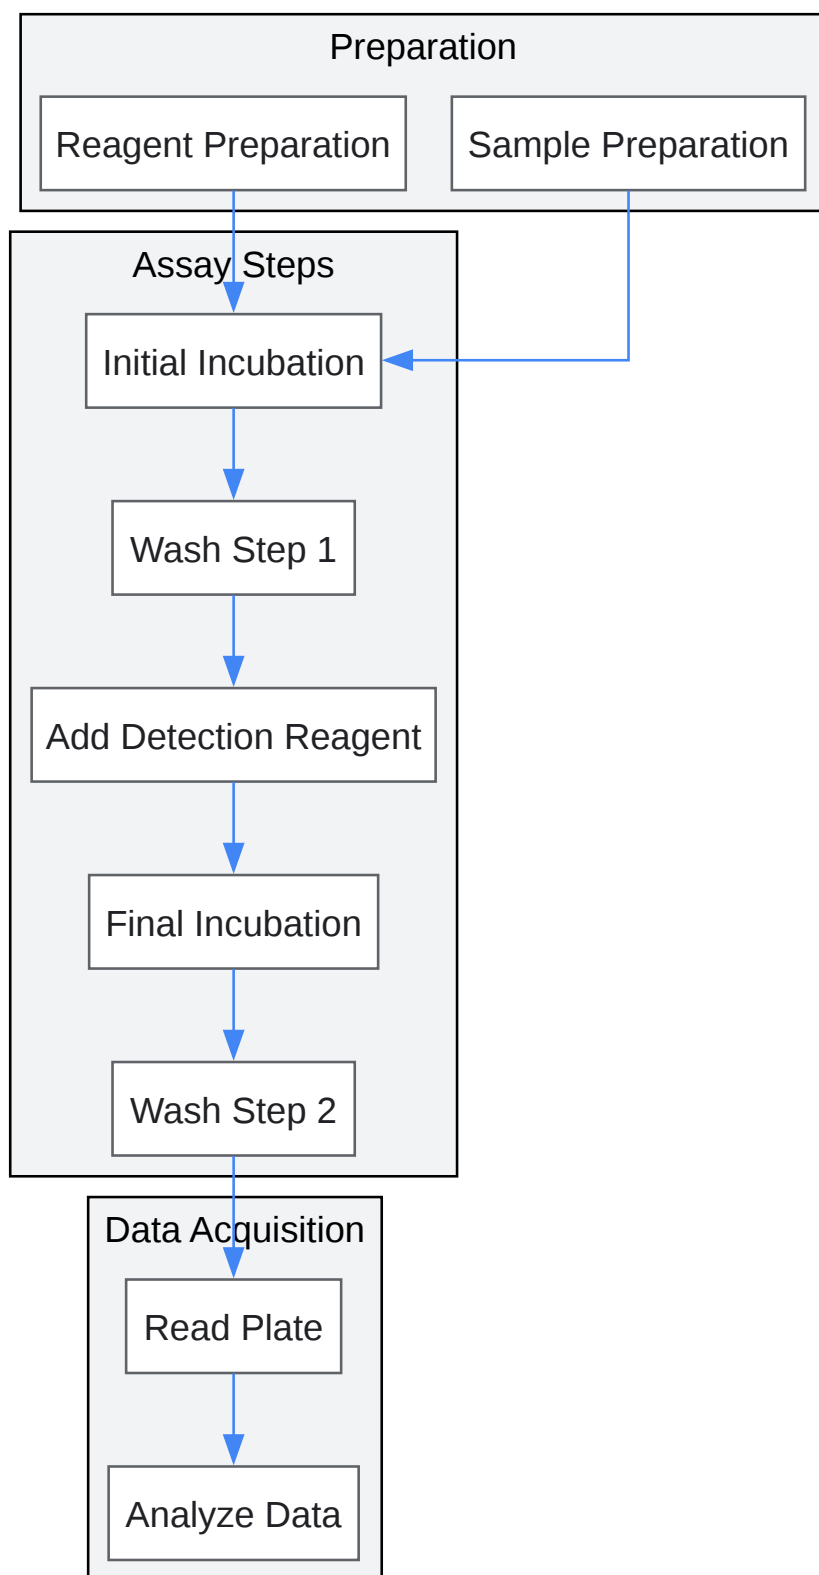 Preparation
Reagent Preparation
Sample Preparation
Assay Steps
Initial Incubation
Wash Step 1
Add Detection Reagent
Final Incubation
Wash Step 2
Data Acquisition
Read Plate
Analyze Data